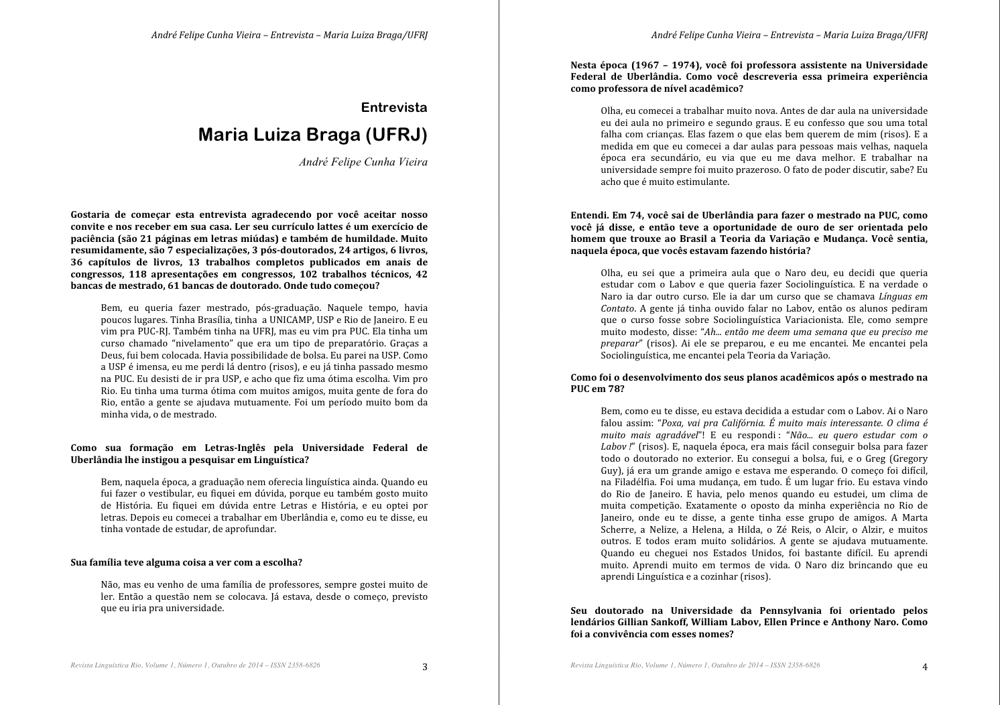 André Felipe Cunha Vieira – Entrevista – Maria Luiza Braga/UFRJ
Entrevista
Maria Luiza Braga (UFRJ)
André Felipe Cunha Vieira
Gostaria de começar esta entrevista agradecendo por você aceitar nosso
convite e nos receber em sua casa. Ler seu currículo lattes é um exercício de
paciência (são 21 páginas em letras miúdas) e também de humildade. Muito
resumidamente, são 7 especializações, 3 pós-doutorados, 24 artigos, 6 livros,
36 capítulos de livros, 13 trabalhos completos publicados em anais de
congressos, 118 apresentações em congressos, 102 trabalhos técnicos, 42
bancas de mestrado, 61 bancas de doutorado. Onde tudo começou?
Bem, eu queria fazer mestrado, pós-graduação. Naquele tempo, havia
poucos lugares. Tinha Brasília, tinha a UNICAMP, USP e Rio de Janeiro. E eu
vim pra PUC-RJ. Também tinha na UFRJ, mas eu vim pra PUC. Ela tinha um
curso chamado “nivelamento” que era um tipo de preparatório. Graças a
Deus, fui bem colocada. Havia possibilidade de bolsa. Eu parei na USP. Como
a USP é imensa, eu me perdi lá dentro (risos), e eu já tinha passado mesmo
na PUC. Eu desisti de ir pra USP, e acho que fiz uma ótima escolha. Vim pro
Rio. Eu tinha uma turma ótima com muitos amigos, muita gente de fora do
Rio, então a gente se ajudava mutuamente. Foi um período muito bom da
minha vida, o de mestrado.
Como sua formação em Letras-Inglês pela Universidade Federal de
Uberlândia lhe instigou a pesquisar em Linguística?
Bem, naquela época, a graduação nem oferecia linguística ainda. Quando eu
fui fazer o vestibular, eu fiquei em dúvida, porque eu também gosto muito
de História. Eu fiquei em dúvida entre Letras e História, e eu optei por
letras. Depois eu comecei a trabalhar em Uberlândia e, como eu te disse, eu
tinha vontade de estudar, de aprofundar.
Sua família teve alguma coisa a ver com a escolha?
Não, mas eu venho de uma família de professores, sempre gostei muito de
ler. Então a questão nem se colocava. Já estava, desde o começo, previsto
que eu iria pra universidade.
Revista Linguística Rio, Volume 1, Número 1, Outubro de 2014 – ISSN 2358-6826
3
André Felipe Cunha Vieira – Entrevista – Maria Luiza Braga/UFRJ
Nesta época (1967 – 1974), você foi professora assistente na Universidade
Federal de Uberlândia. Como você descreveria essa primeira experiência
como professora de nível acadêmico?
Olha, eu comecei a trabalhar muito nova. Antes de dar aula na universidade
eu dei aula no primeiro e segundo graus. E eu confesso que sou uma total
falha com crianças. Elas fazem o que elas bem querem de mim (risos). E a
medida em que eu comecei a dar aulas para pessoas mais velhas, naquela
época era secundário, eu via que eu me dava melhor. E trabalhar na
universidade sempre foi muito prazeroso. O fato de poder discutir, sabe? Eu
acho que é muito estimulante.
Entendi. Em 74, você sai de Uberlândia para fazer o mestrado na PUC, como
você já disse, e então teve a oportunidade de ouro de ser orientada pelo
homem que trouxe ao Brasil a Teoria da Variação e Mudança. Você sentia,
naquela época, que vocês estavam fazendo história?
Olha, eu sei que a primeira aula que o Naro deu, eu decidi que queria
estudar com o Labov e que queria fazer Sociolinguística. E na verdade o
Naro ia dar outro curso. Ele ia dar um curso que se chamava Línguas em
Contato. A gente já tinha ouvido falar no Labov, então os alunos pediram
que o curso fosse sobre Sociolinguística Variacionista. Ele, como sempre
muito modesto, disse: “Ah... então me deem uma semana que eu preciso me
preparar” (risos). Ai ele se preparou, e eu me encantei. Me encantei pela
Sociolinguística, me encantei pela Teoria da Variação.
Como foi o desenvolvimento dos seus planos acadêmicos após o mestrado na
PUC em 78?
Bem, como eu te disse, eu estava decidida a estudar com o Labov. Ai o Naro
falou assim: “Poxa, vai pra Califórnia. É muito mais interessante. O clima é
muito mais agradável”! E eu respondi : “Não... eu quero estudar com o
Labov !” (risos). E, naquela época, era mais fácil conseguir bolsa para fazer
todo o doutorado no exterior. Eu consegui a bolsa, fui, e o Greg (Gregory
Guy), já era um grande amigo e estava me esperando. O começo foi difícil,
na Filadélfia. Foi uma mudança, em tudo. É um lugar frio. Eu estava vindo
do Rio de Janeiro. E havia, pelo menos quando eu estudei, um clima de
muita competição. Exatamente o oposto da minha experiência no Rio de
Janeiro, onde eu te disse, a gente tinha esse grupo de amigos. A Marta
Scherre, a Nelize, a Helena, a Hilda, o Zé Reis, o Alcir, o Alzir, e muitos
outros. E todos eram muito solidários. A gente se ajudava mutuamente.
Quando eu cheguei nos Estados Unidos, foi bastante difícil. Eu aprendi
muito. Aprendi muito em termos de vida. O Naro diz brincando que eu
aprendi Linguística e a cozinhar (risos).
Seu doutorado na Universidade da Pennsylvania foi orientado pelos
lendários Gillian Sankoff, William Labov, Ellen Prince e Anthony Naro. Como
foi a convivência com esses nomes?
Revista Linguística Rio, Volume 1, Número 1, Outubro de 2014 – ISSN 2358-6826
4